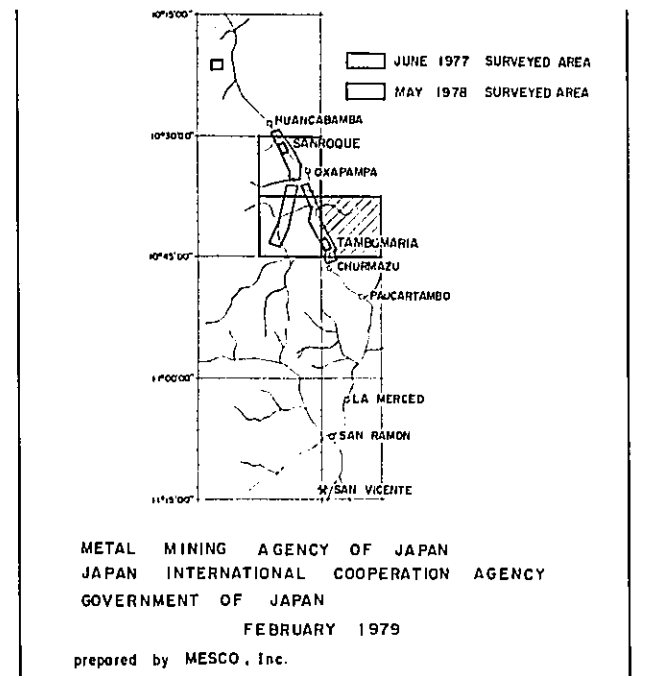 10°15'00"
JUNE 1977 SURVEYED AREA
MAY 1978 SURVEYED AREA
HUANCABAMBA
10°30'00"
SANROQUE
OXAPAMPA
TAMBOMARIA
10°45'00"
CHURMAZU
PAUCARTAMBO
11°00'00"
LA MERCED
SAN RAMON
SAN VICENTE
11°15'00"
METAL MINING AGENCY OF JAPAN
JAPAN INTERNATIONAL COOPERATION AGENCY
GOVERNMENT OF JAPAN
FEBRUARY 1979
prepared by MESCO, Inc.